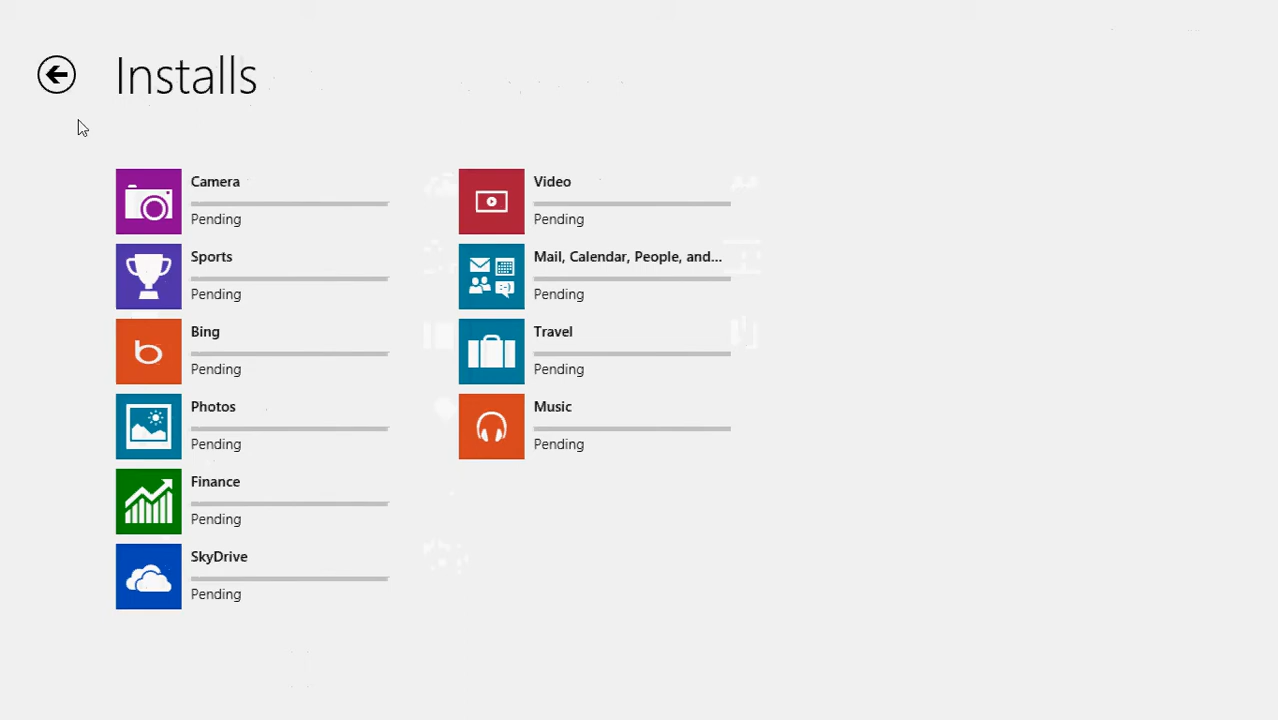 Installs
Camera
Pending
Sports
Pending
Bing
Pending
Photos
Pending
Finance
Pending
SkyDrive
Pending
Video
Pending
Mail, Calendar, People, and...
Pending
Travel
Pending
Music
Pending